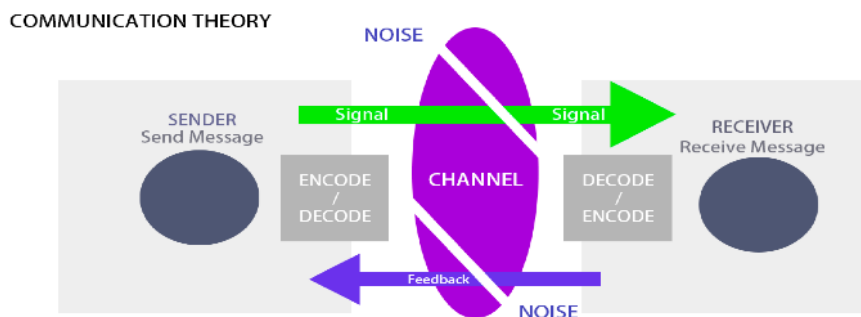 COMMUNICATION THEORY
NOISE
SENDER
Send Message
Signal
Signal
RECEIVER
Receive Message
ENCODE
/
DECODE
CHANNEL
DECODE
/
ENCODE
Feedback
NOISE